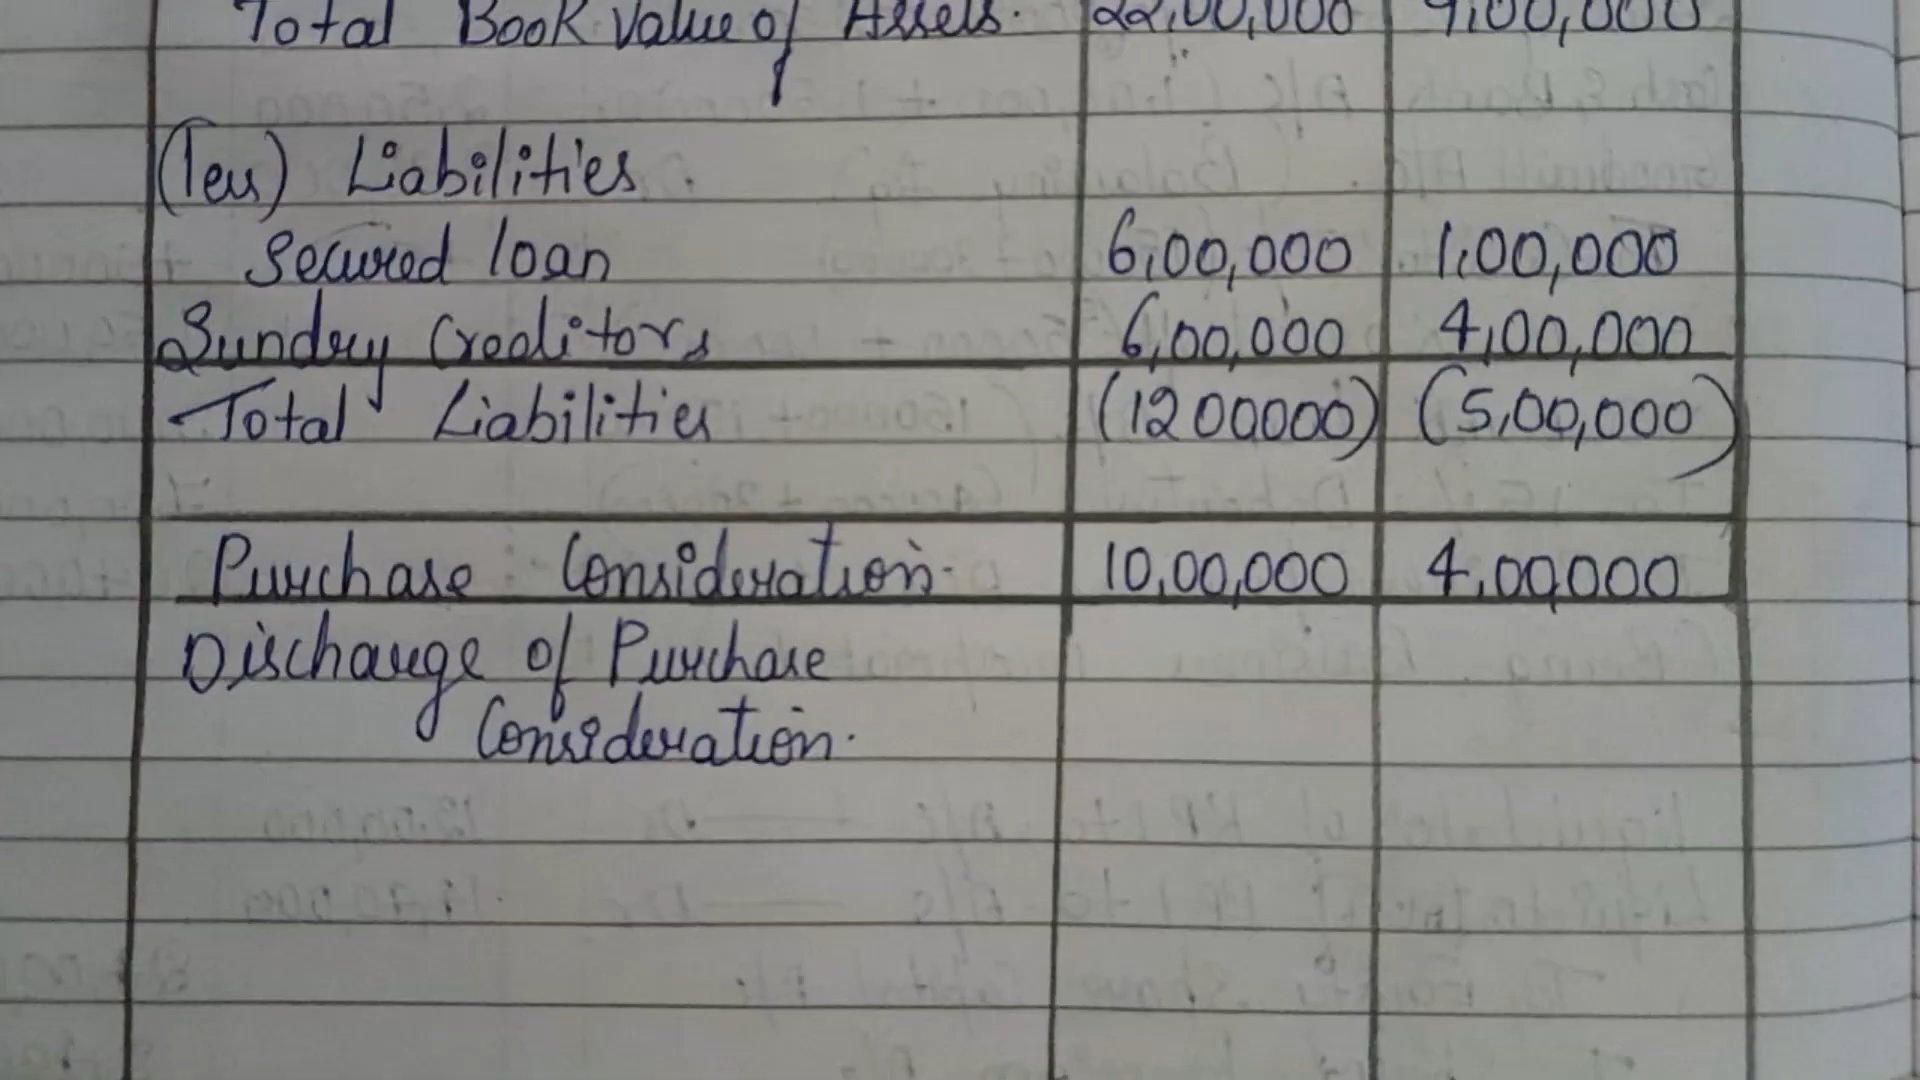 Total Book Value of Assets. 22,00,000 9,00,000
(Less) Liabilities
Secured loan 6,00,000 1,00,000
Sundry Creditors 6,00,000 4,00,000
Total Liabilities (1200000) (5,00,000)
Purchase Consideration. 10,00,000 4,00,000
Discharge of Purchase
Consideration.